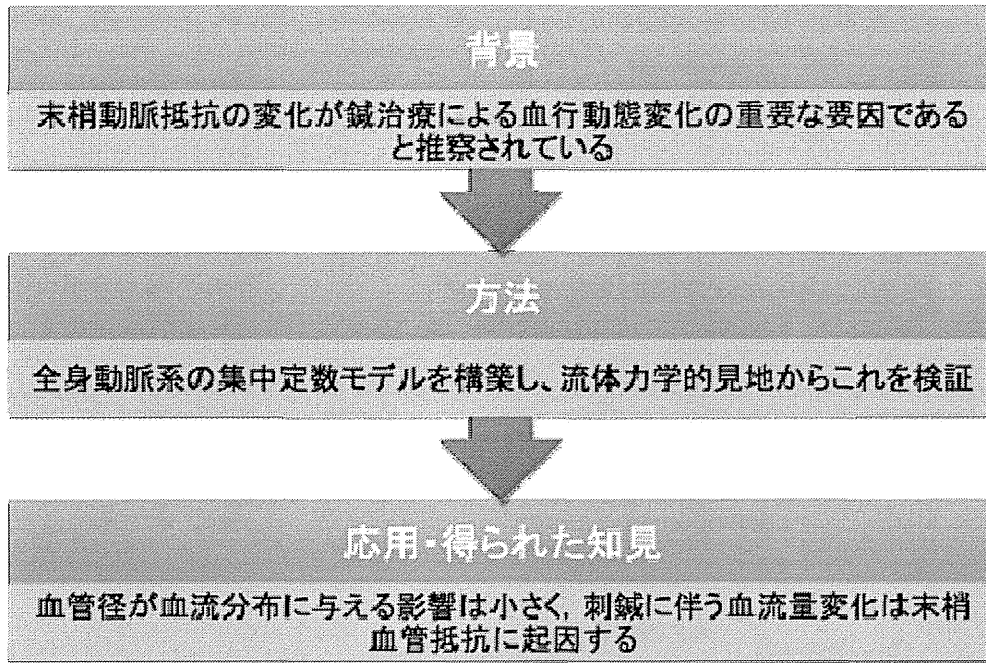 背景
末梢動脈抵抗の変化が鍼治療による血行動態変化の重要な要因である
と推察されている
方法
全身動脈系の集中定数モデルを構築し、流体力学的見地からこれを検証
応用・得られた知見
血管径が血流分布に与える影響は小さく, 刺鍼に伴う血流量変化は末梢
血管抵抗に起因する